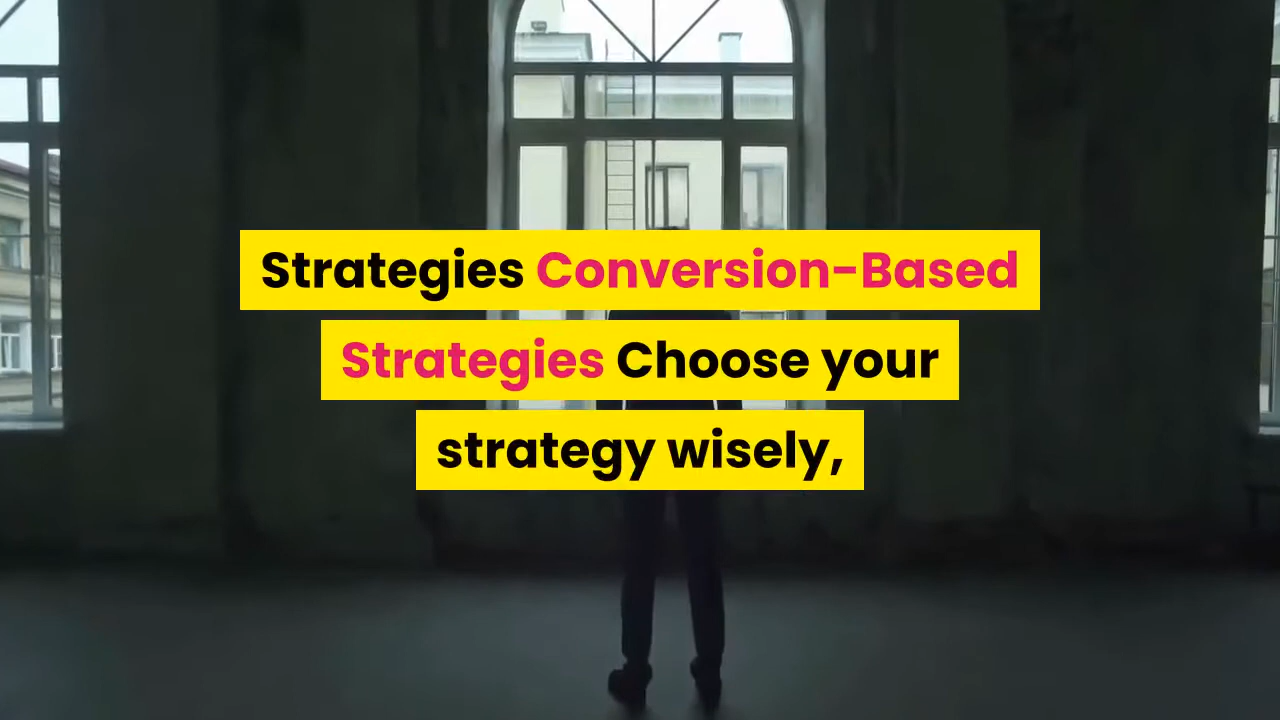 Strategies Conversion-Based
Strategies Choose your
strategy wisely,